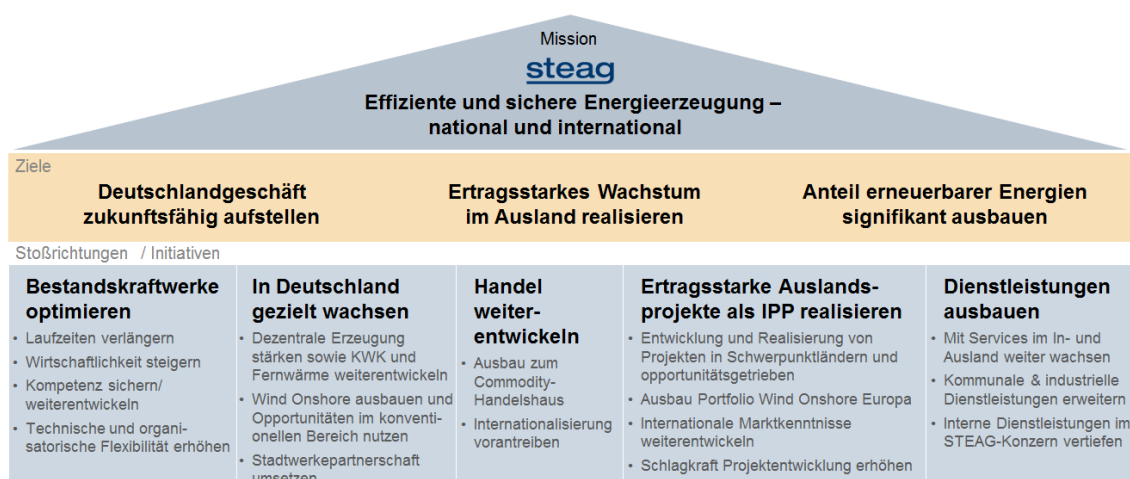 Mission
steag
Effiziente und sichere Energieerzeugung –
national und international
Ziele
Deutschlandgeschäft
zukunftsfähig aufstellen
Ertragsstarkes Wachstum
im Ausland realisieren
Anteil erneuerbarer Energien
signifikant ausbauen
Stoßrichtungen / Initiativen
Bestandskraftwerke
optimieren
• Laufzeiten verlängern
• Wirtschaftlichkeit steigern
• Kompetenz sichern/
weiterentwickeln
• Technische und organi-
satorische Flexibilität erhöhen
In Deutschland
gezielt wachsen
• Dezentrale Erzeugung
stärken sowie KWK und
Fernwärme weiterentwickeln
• Wind Onshore ausbauen und
Opportunitäten im konventi-
onellen Bereich nutzen
• Stadtwerkepartnerschaft
umsetzen
Handel
weiter-
entwickeln
• Ausbau zum
Commodity-
Handelshaus
• Internationalisierung
vorantreiben
Ertragsstarke Auslands-
projekte als IPP realisieren
• Entwicklung und Realisierung von
Projekten in Schwerpunktländern und
opportunitätsgetrieben
• Ausbau Portfolio Wind Onshore Europa
• Internationale Marktkenntnisse
weiterentwickeln
• Schlagkraft Projektentwicklung erhöhen
Dienstleistungen
ausbauen
• Mit Services im In- und
Ausland weiter wachsen
• Kommunale & industrielle
Dienstleistungen erweitern
• Interne Dienstleistungen im
STEAG-Konzern vertiefen